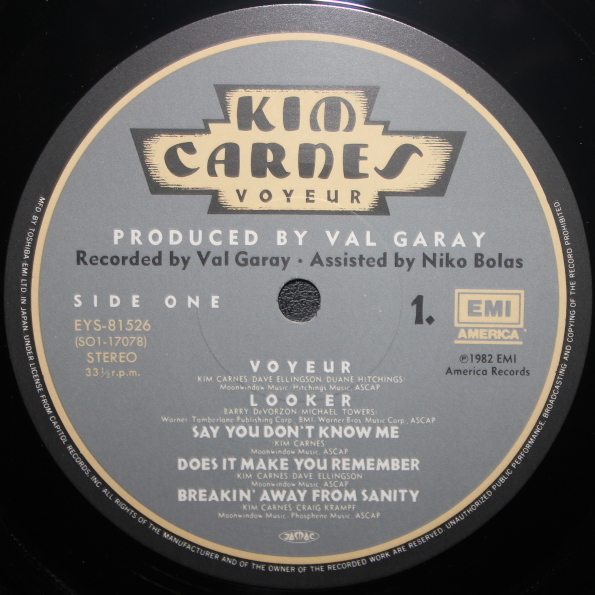 KIM
CARNES
VOYEUR
PRODUCED BY VAL GARAY
Recorded by Val Garay · Assisted by Niko Bolas
SIDE ONE
1.
EYS-81526
(SO1-17078)
STEREO
33⅓r.p.m.
EMI
AMERICA
℗1982 EMI
America Records
VOYEUR
KIM CARNES/DAVE ELLINGSON/DUANE HITCHINGS
Moonwindow Music, Hitchings Music, ASCAP
LOOKER
BARRY DeVORZON/MICHAEL TOWERS
Warner-Tamberlane Publishing Corp., BMI/Warner Bros Music Corp., ASCAP
SAY YOU DON'T KNOW ME
KIM CARNES
Moonwindow Music, ASCAP
DOES IT MAKE YOU REMEMBER
KIM CARNES/DAVE ELLINGSON
Moonwindow Music, ASCAP
BREAKIN' AWAY FROM SANITY
KIM CARNES/CRAIG KRAMPF
Moonwindow Music, Phosphene Music, ASCAP
JASRAC
MFD. BY TOSHIBA-EMI LTD. IN JAPAN. UNDER LICENSE FROM CAPITOL RECORDS, INC. ALL RIGHTS OF THE MANUFACTURER AND OF THE OWNER OF THE RECORDED WORK ARE RESERVED. UNAUTHORIZED PUBLIC PERFORMANCE, BROADCASTING AND COPYING OF THE RECORD PROHIBITED.